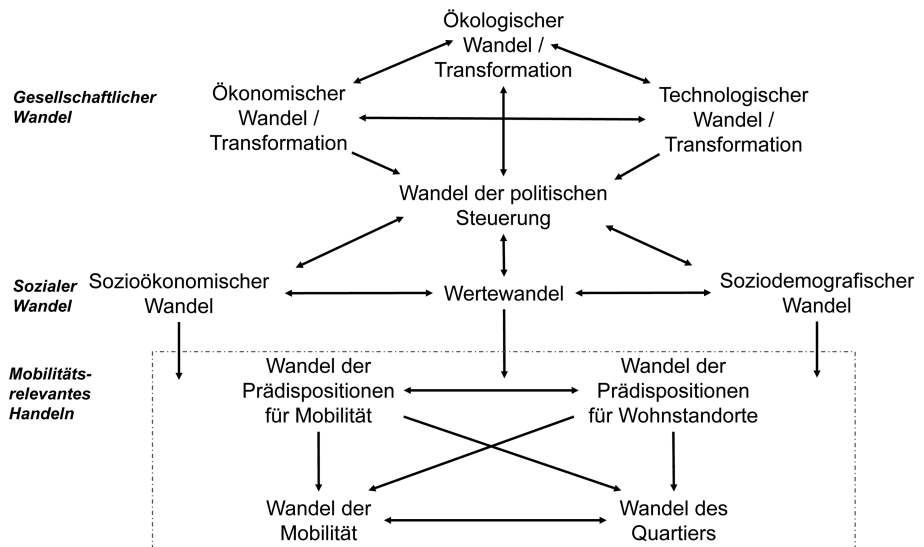 Ökologischer
Wandel /
Transformation
Gesellschaftlicher
Wandel
Ökonomischer
Wandel /
Transformation
Technologischer
Wandel /
Transformation
Wandel der politischen
Steuerung
Sozialer
Wandel
Sozioökonomischer
Wandel
Wertewandel
Soziodemografischer
Wandel
Mobilitäts-
relevantes
Handeln
Wandel der
Prädispositionen
für Mobilität
Wandel der
Prädispositionen
für Wohnstandorte
Wandel der
Mobilität
Wandel des
Quartiers